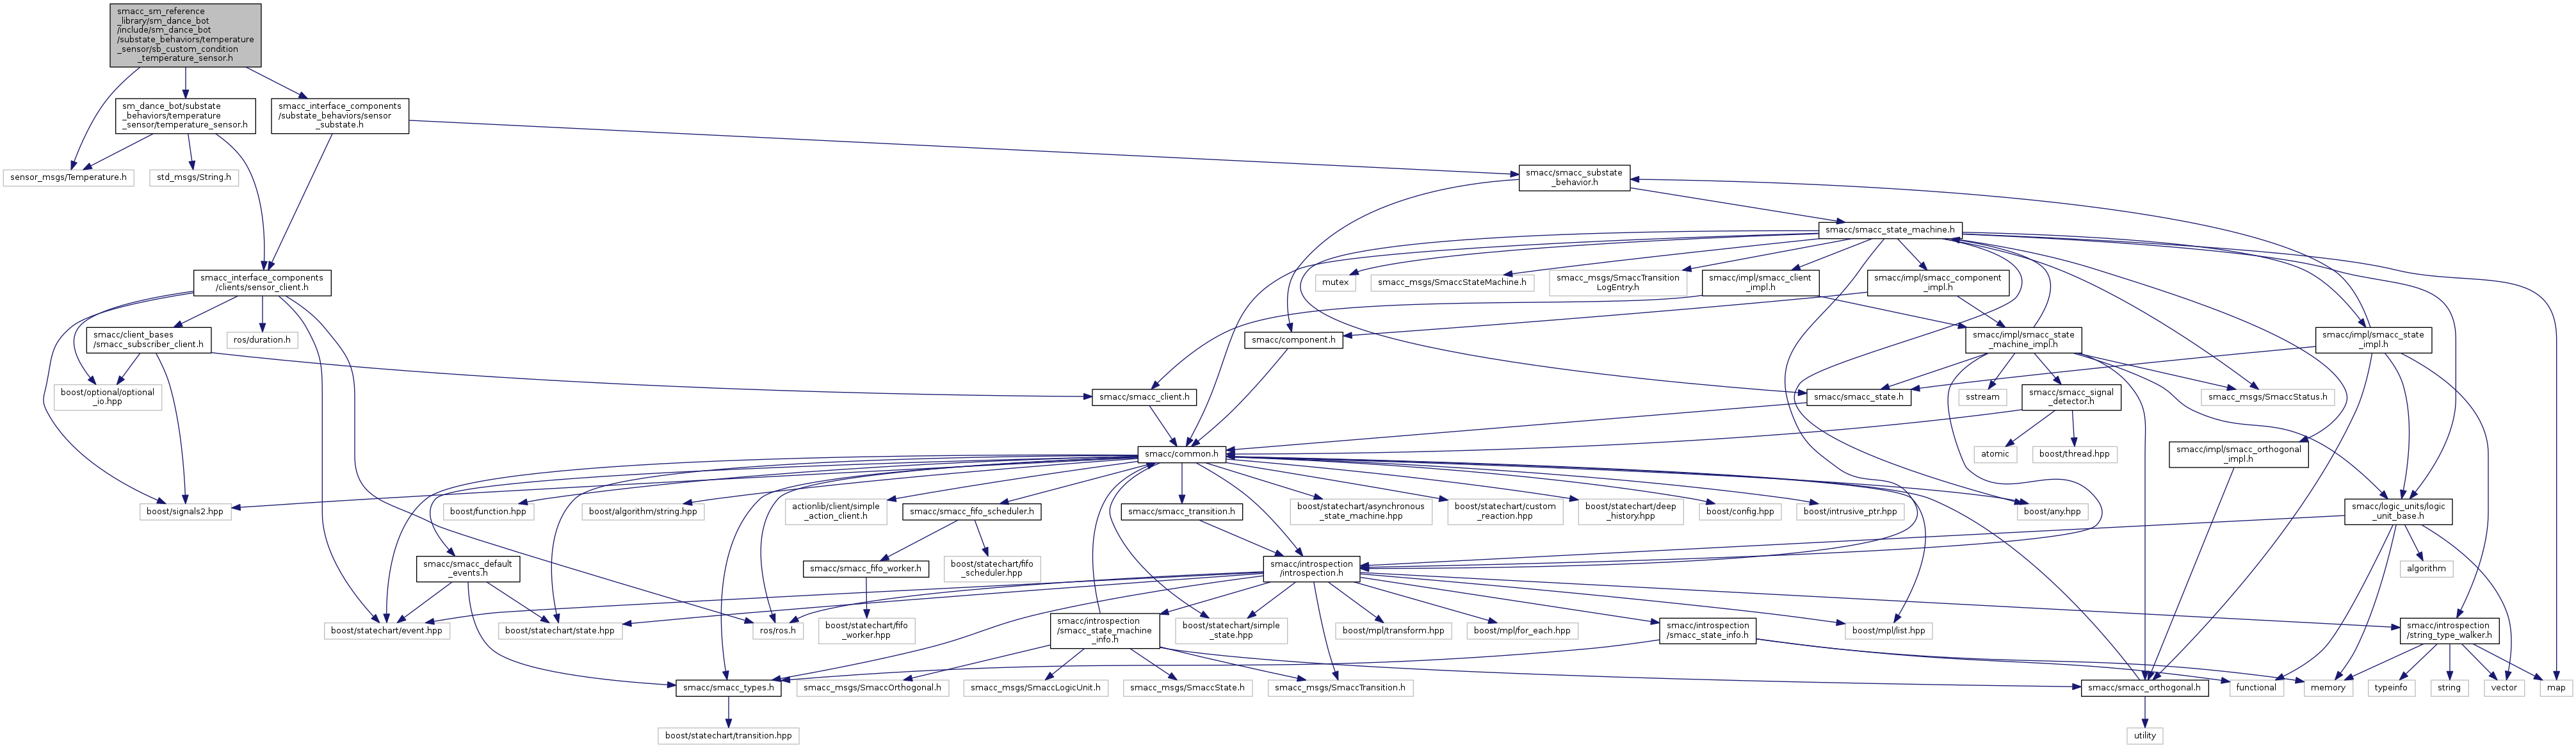 smacc_sm_reference
_library/sm_dance_bot
/include/sm_dance_bot
/substate_behaviors/temperature
_sensor/sb_custom_condition
_temperature_sensor.h
sm_dance_bot/substate
_behaviors/temperature
_sensor/temperature_sensor.h
smacc_interface_components
/substate_behaviors/sensor
_substate.h
sensor_msgs/Temperature.h
std_msgs/String.h
smacc/smacc_substate
_behavior.h
smacc/smacc_state_machine.h
smacc_interface_components
/clients/sensor_client.h
mutex
smacc_msgs/SmaccStateMachine.h
smacc_msgs/SmaccTransition
LogEntry.h
smacc/impl/smacc_client
_impl.h
smacc/impl/smacc_component
_impl.h
smacc/client_bases
/smacc_subscriber_client.h
ros/duration.h
smacc/component.h
smacc/impl/smacc_state
_machine_impl.h
smacc/impl/smacc_state
_impl.h
boost/optional/optional
_io.hpp
smacc/smacc_client.h
smacc/smacc_state.h
sstream
smacc/smacc_signal
_detector.h
smacc_msgs/SmaccStatus.h
smacc/common.h
atomic
boost/thread.hpp
smacc/impl/smacc_orthogonal
_impl.h
boost/signals2.hpp
boost/function.hpp
boost/algorithm/string.hpp
actionlib/client/simple
_action_client.h
smacc/smacc_fifo_scheduler.h
smacc/smacc_transition.h
boost/statechart/asynchronous
_state_machine.hpp
boost/statechart/custom
_reaction.hpp
boost/statechart/deep
_history.hpp
boost/config.hpp
boost/intrusive_ptr.hpp
boost/any.hpp
smacc/logic_units/logic
_unit_base.h
smacc/smacc_default
_events.h
smacc/smacc_fifo_worker.h
boost/statechart/fifo
_scheduler.hpp
smacc/introspection
/introspection.h
algorithm
boost/statechart/event.hpp
boost/statechart/state.hpp
ros/ros.h
boost/statechart/fifo
_worker.hpp
smacc/introspection
/smacc_state_machine
_info.h
boost/statechart/simple
_state.hpp
boost/mpl/transform.hpp
boost/mpl/for_each.hpp
smacc/introspection
/smacc_state_info.h
boost/mpl/list.hpp
smacc/introspection
/string_type_walker.h
smacc/smacc_types.h
smacc_msgs/SmaccOrthogonal.h
smacc_msgs/SmaccLogicUnit.h
smacc_msgs/SmaccState.h
smacc_msgs/SmaccTransition.h
smacc/smacc_orthogonal.h
functional
memory
typeinfo
string
vector
map
boost/statechart/transition.hpp
utility